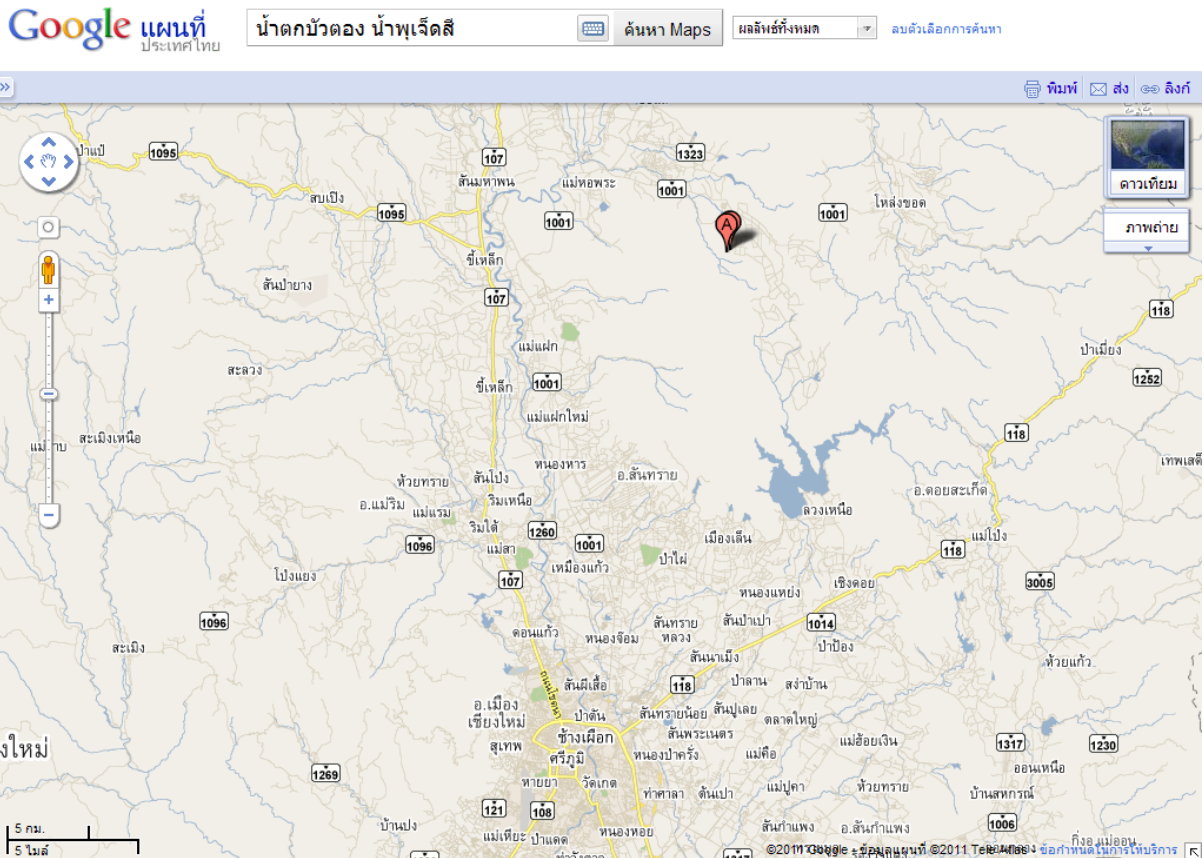 Google แผนที่
ประเทศไทย
น้ำตกบัวตอง น้ำพุเจ็ดสี
ค้นหา Maps
ผลลัพธ์ทั้งหมด
ลบตัวเลือกการค้นหา
»
พิมพ์ ส่ง ลิงก์
ป่าแป๋ 1095 107 1323
สันมหาพน แม่หอพระ 1001
ดาวเทียม
สบเปิง 1095 1001 1001 โหล่งขอด
A
ภาพถ่าย
ขี้เหล็ก
สันป่ายาง
107
118
แม่แฝก ป่าเมี่ยง
สะลวง
ขี้เหล็ก 1001 1252
แม่แฝกใหม่
118
สะเมิงเหนือ
หนองหาร
ห้วยทราย สันโป่ง อ.สันทราย
อ.ดอยสะเก็ด
อ.แม่ริม แม่แรม ริมเหนือ
ลวงเหนือ
ริมใต้ 1260
เมืองเล็น แม่โป่ง
1096 แม่สา 1001 118
ป่าไผ่
เหมืองแก้ว
โป่งแยง 107 เชิงดอย 3005
หนองแหย่ง
1096 สันทราย สันป่าเปา 1014
ดอนแก้ว หนองจ๊อม หลวง
สะเมิง ป่าป้อง
สันนาเม็ง
ห้วยแก้ว
ถนนโชตนา สันผีเสื้อ 118 ป่าลาน สง่าบ้าน
อ.เมือง
เชียงใหม่ ป่าตัน สันทรายน้อย สันปูเลย ตลาดใหญ่
ช้างเผือก สันพระเนตร
สุเทพ แม่ฮ้อยเงิน 1317 1230
ศรีภูมิ หนองป่าครั่ง แม่คือ
1269 ออนเหนือ
หายยา วัดเกต
ท่าศาลา ต้นเปา แม่ปูคา ห้วยทราย บ้านสหกรณ์
121 108
บ้านปง แม่เหียะ ป่าแดด หนองหอย สันกำแพง อ.สันกำแพง 1006
5 กม.
5 ไมล์
©2011 Google - ข้อมูลแผนที่ ©2011 Tele Atlas - ข้อกำหนดในการให้บริการ